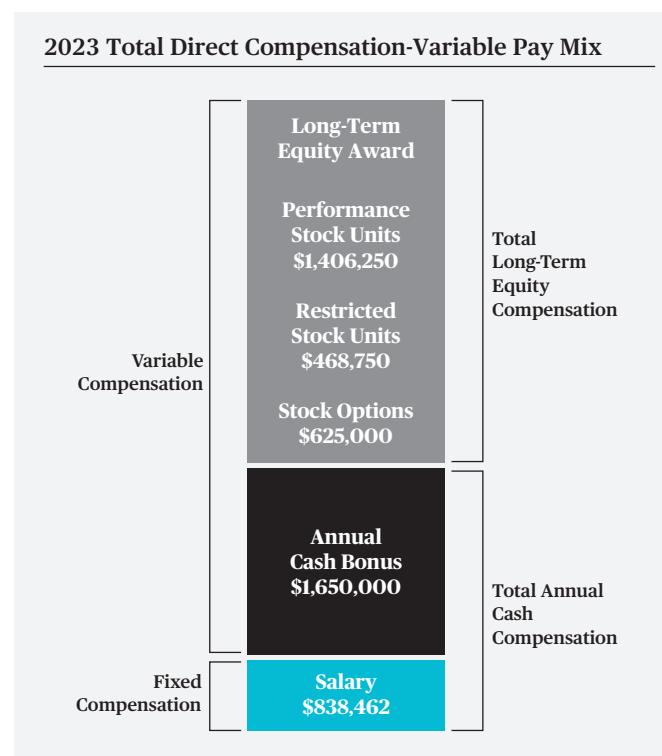 2023 Total Direct Compensation-Variable Pay Mix
Long-Term
Equity Award
Performance
Stock Units
$1,406,250
Restricted
Stock Units
$468,750
Stock Options
$625,000
Total
Long-Term
Equity
Compensation
Variable
Compensation
Annual
Cash Bonus
$1,650,000
Total Annual
Cash
Compensation
Fixed
Compensation
Salary
$838,462